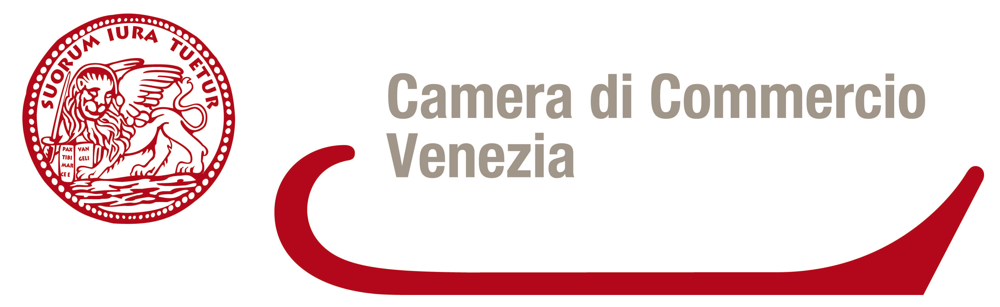 SUORUM IURA TUETUR
PAX
TIBI
MAR
CE E
VAN
GELI
Camera di Commercio
Venezia